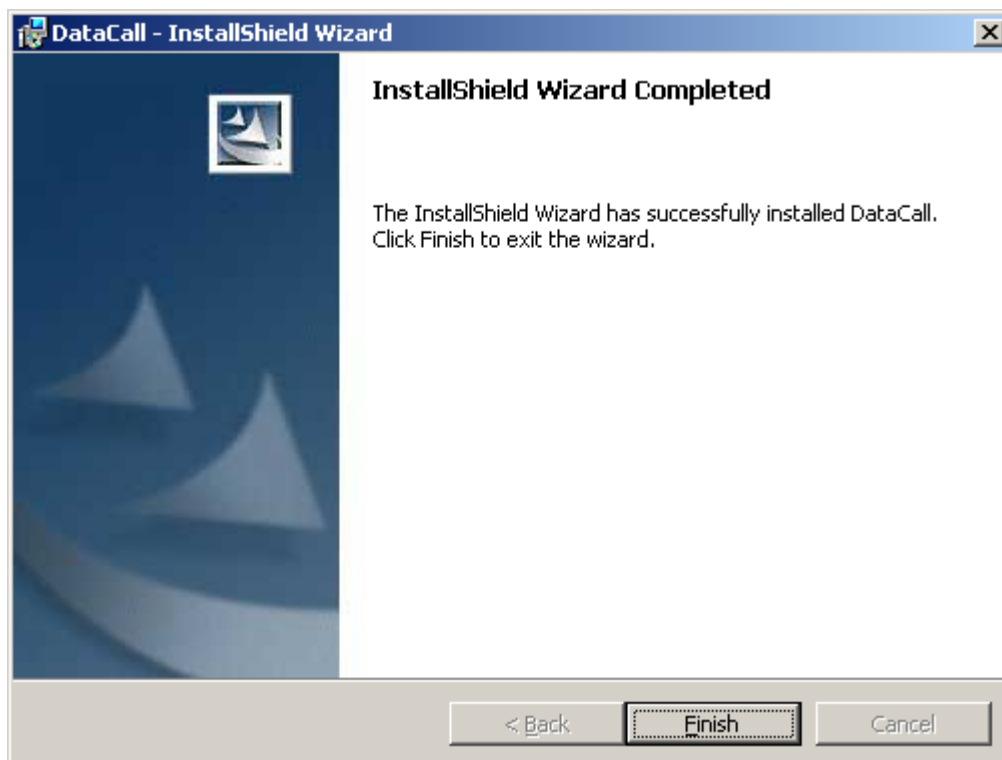 DataCall - InstallShield Wizard
InstallShield Wizard Completed
The InstallShield Wizard has successfully installed DataCall.
Click Finish to exit the wizard.
< Back
Finish
Cancel